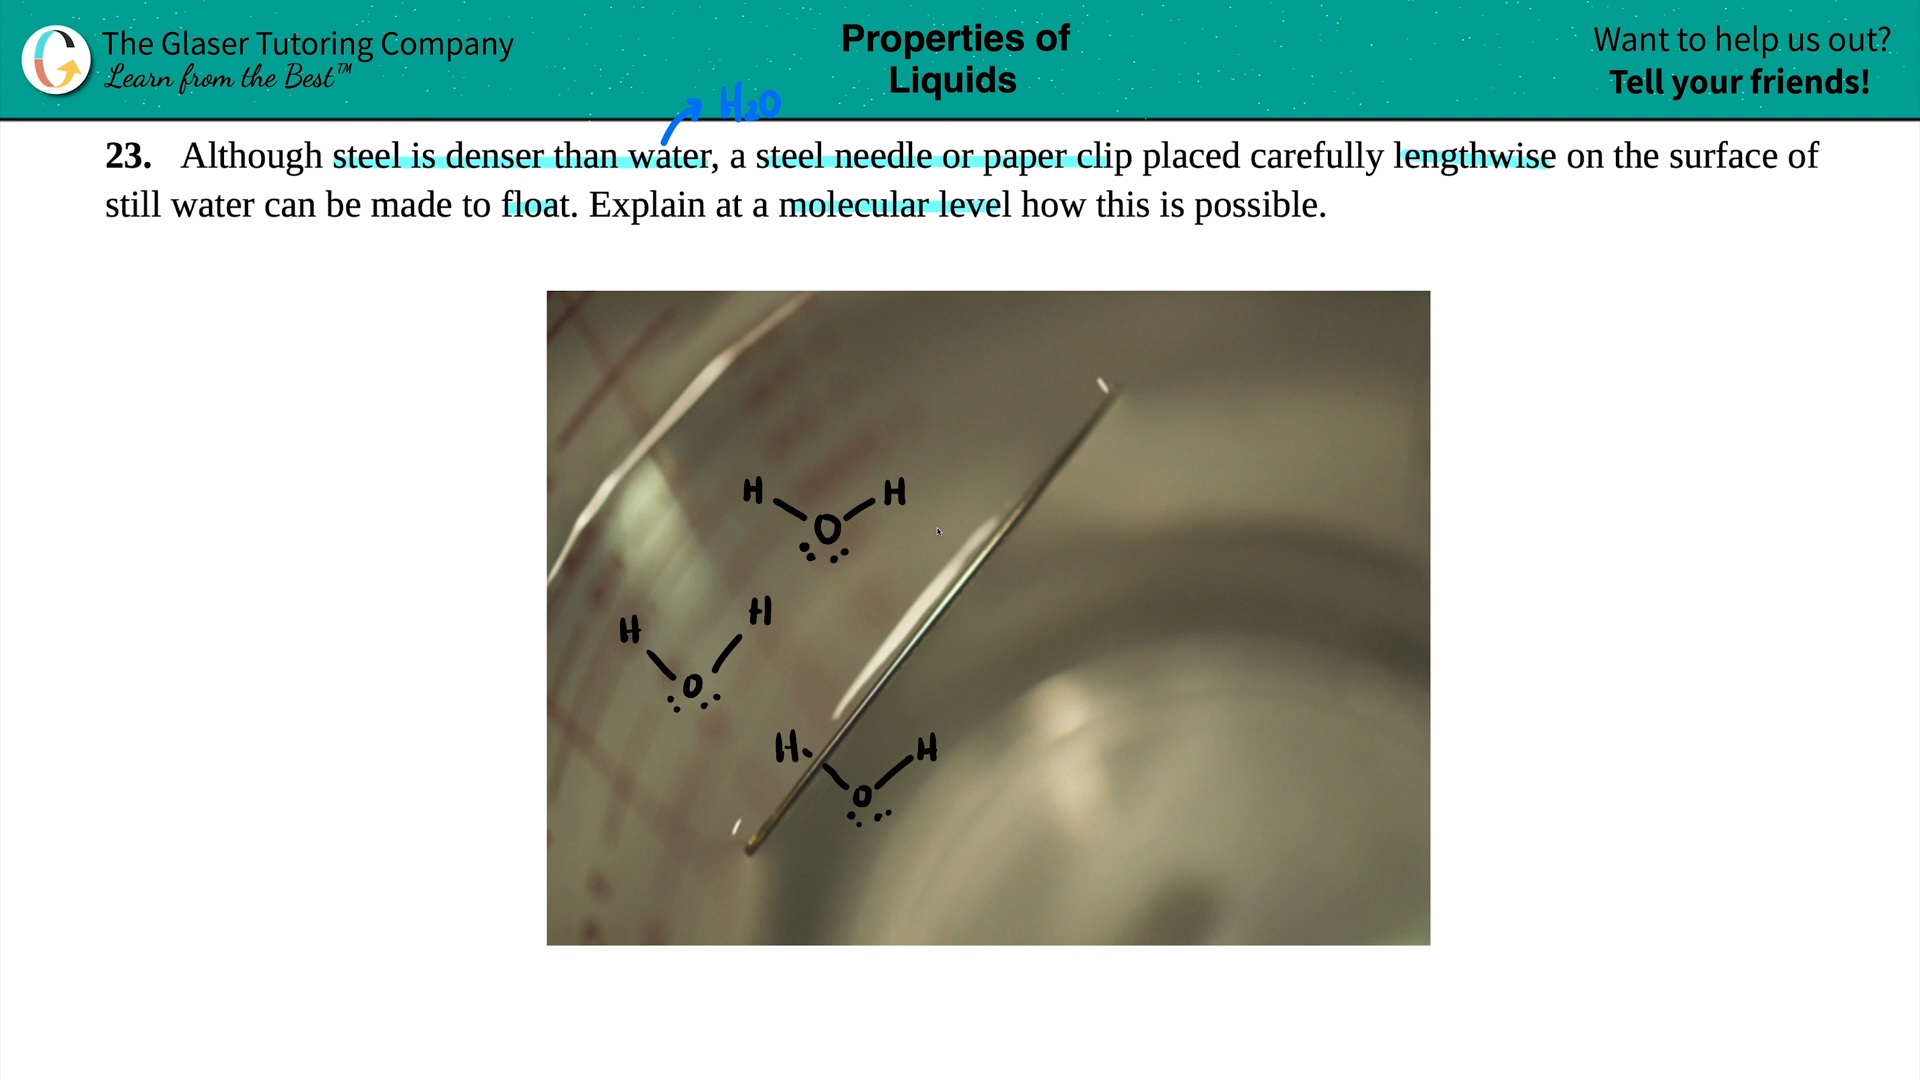 The Glaser Tutoring Company
Learn from the Best™
Properties of
Liquids
Want to help us out?
Tell your friends!
H₂O
23. Although steel is denser than water, a steel needle or paper clip placed carefully lengthwise on the surface of
still water can be made to float. Explain at a molecular level how this is possible.
H H
O
H H
O
H H
O